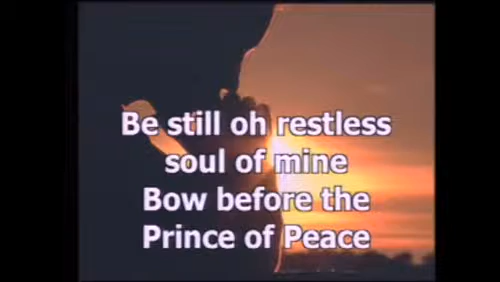 Be still oh restless
soul of mine
Bow before the
Prince of Peace